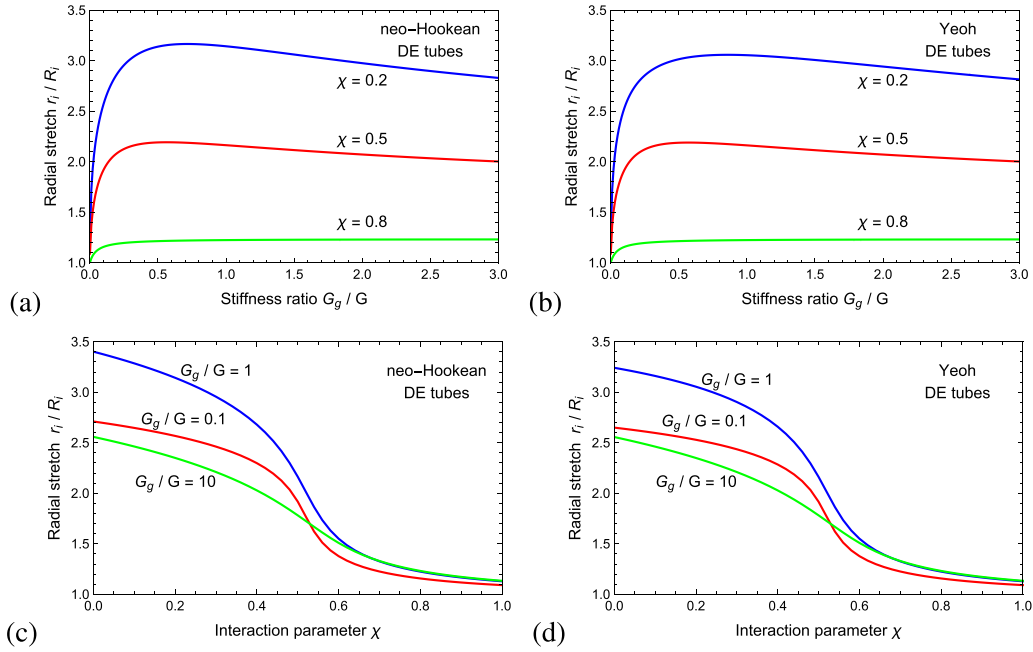 neo−Hookean
DE tubes
χ = 0.2
χ = 0.5
χ = 0.8
Radial stretch r_i / R_i
3.5
3.0
2.5
2.0
1.5
1.0
0.0 0.5 1.0 1.5 2.0 2.5 3.0
Stiffness ratio G_g / G
(a)
Yeoh
DE tubes
χ = 0.2
χ = 0.5
χ = 0.8
Radial stretch r_i / R_i
3.5
3.0
2.5
2.0
1.5
1.0
0.0 0.5 1.0 1.5 2.0 2.5 3.0
Stiffness ratio G_g / G
(b)
neo−Hookean
DE tubes
G_g / G = 1
G_g / G = 0.1
G_g / G = 10
Radial stretch r_i / R_i
3.5
3.0
2.5
2.0
1.5
1.0
0.0 0.2 0.4 0.6 0.8 1.0
Interaction parameter χ
(c)
Yeoh
DE tubes
G_g / G = 1
G_g / G = 0.1
G_g / G = 10
Radial stretch r_i / R_i
3.5
3.0
2.5
2.0
1.5
1.0
0.0 0.2 0.4 0.6 0.8 1.0
Interaction parameter χ
(d)